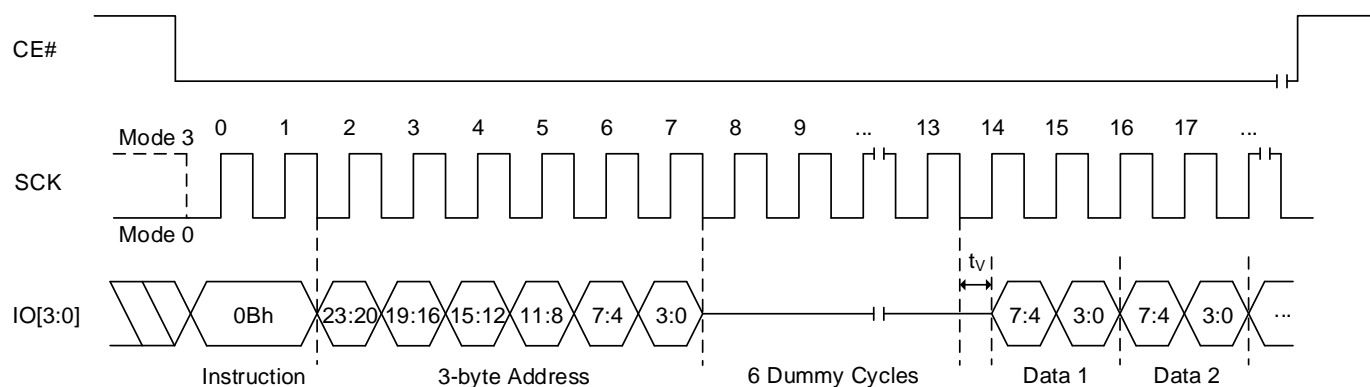 CE#
0 1 2 3 4 5 6 7 8 9 ... 13 14 15 16 17 ...
Mode 3
SCK
Mode 0
tV
IO[3:0] 0Bh 23:20 19:16 15:12 11:8 7:4 3:0 7:4 3:0 7:4 3:0 ...
Instruction 3-byte Address 6 Dummy Cycles Data 1 Data 2